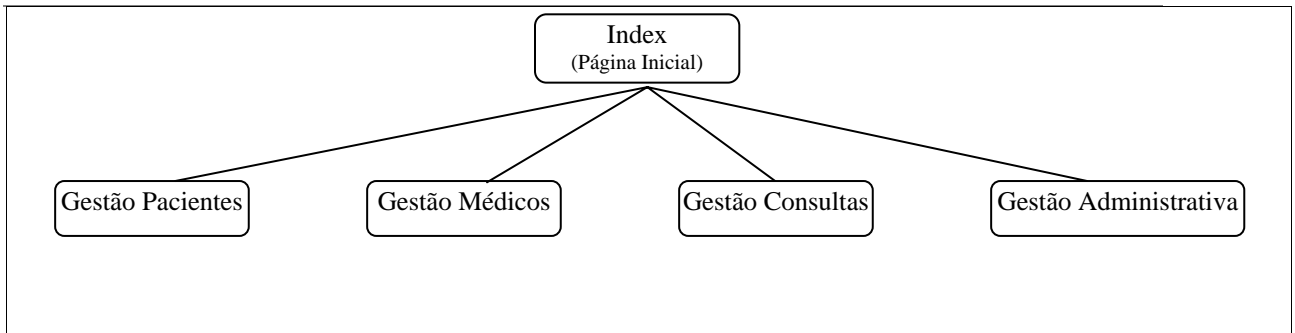 Index
(Página Inicial)
Gestão Pacientes
Gestão Médicos
Gestão Consultas
Gestão Administrativa